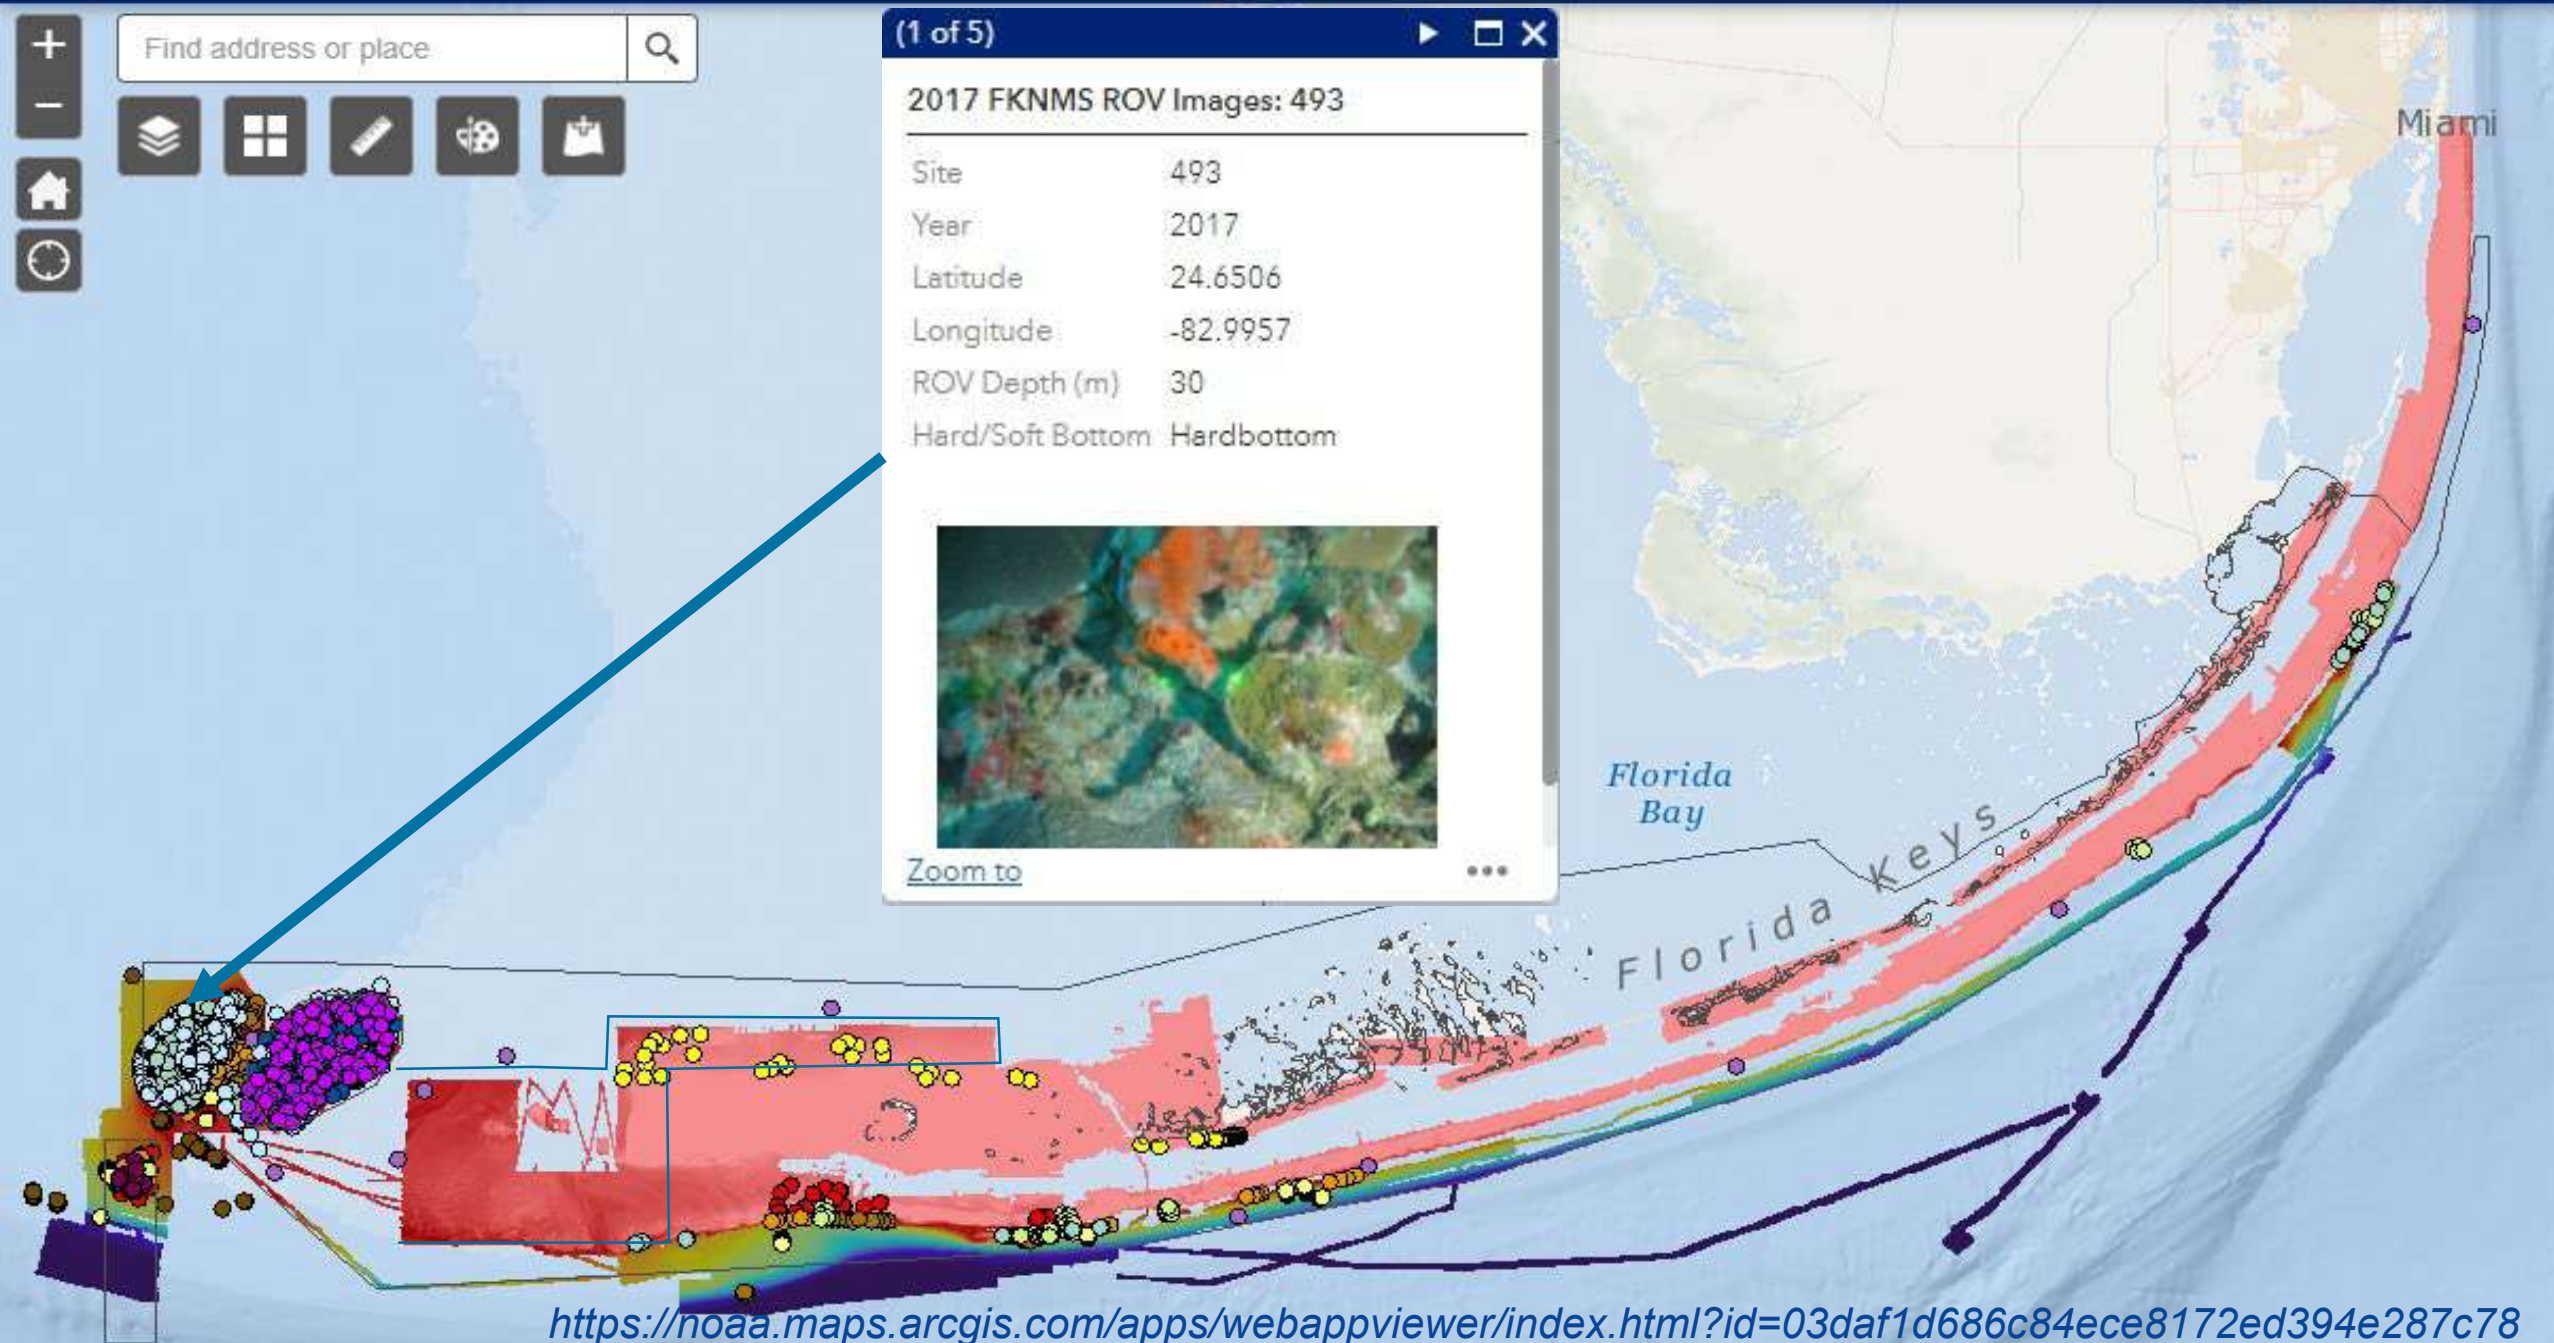 Find address or place
(1 of 5)
2017 FKNMS ROV Images: 493
Site 493
Year 2017
Latitude 24.6506
Longitude -82.9957
ROV Depth (m) 30
Hard/Soft Bottom Hardbottom
Zoom to
Miami
Florida
Bay
Florida Keys
https://noaa.maps.arcgis.com/apps/webappviewer/index.html?id=03daf1d686c84ece8172ed394e287c78